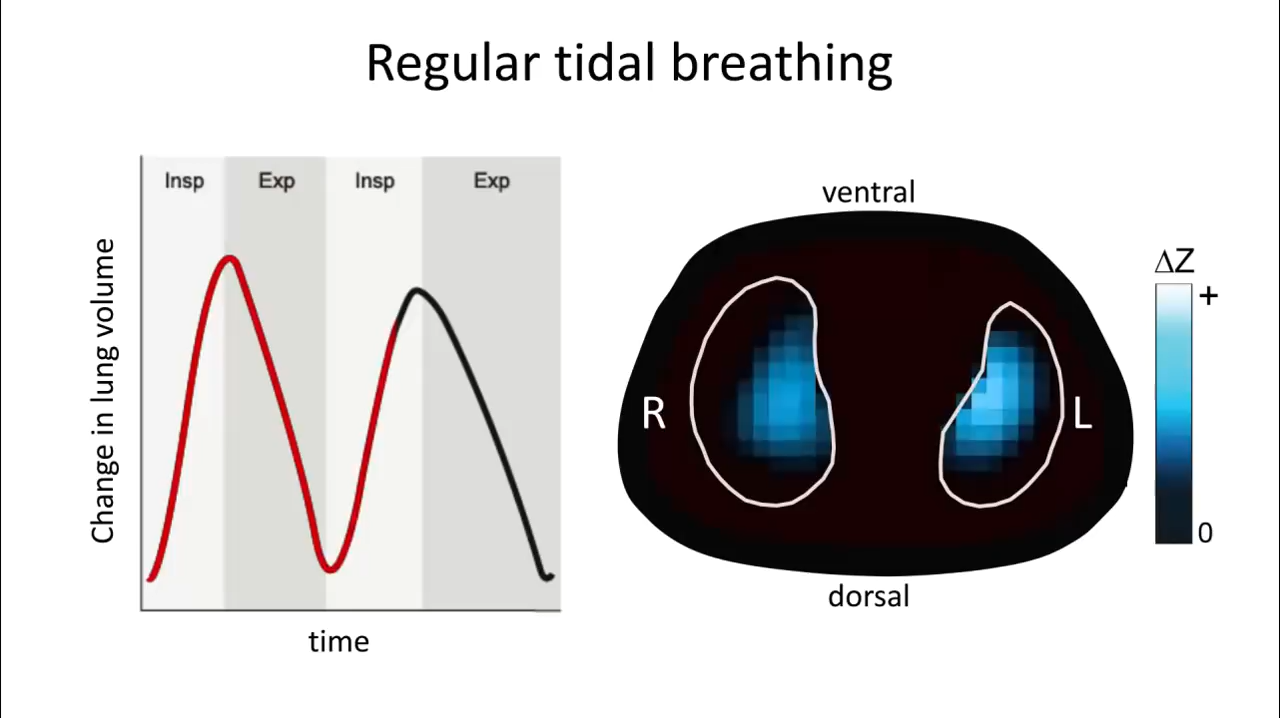 Regular tidal breathing
Insp Exp Insp Exp
Change in lung volume
time
ventral
R
L
dorsal
ΔZ
+
0